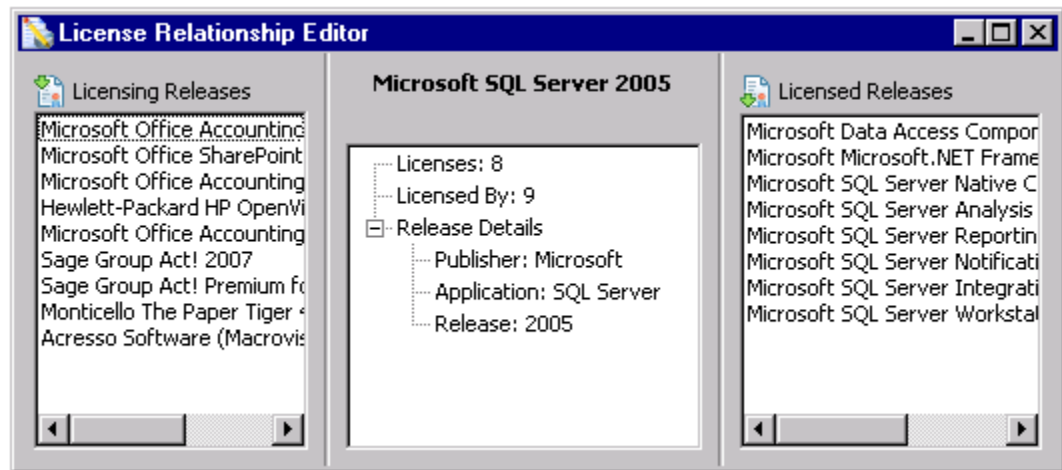 License Relationship Editor
Licensing Releases
Microsoft Office Accounting
Microsoft Office SharePoint
Microsoft Office Accounting
Hewlett-Packard HP OpenVi
Microsoft Office Accounting
Sage Group Act! 2007
Sage Group Act! Premium fo
Monticello The Paper Tiger
Acresso Software (Macrovis
Microsoft SQL Server 2005
Licenses: 8
Licensed By: 9
Release Details
Publisher: Microsoft
Application: SQL Server
Release: 2005
Licensed Releases
Microsoft Data Access Compon
Microsoft Microsoft.NET Frame
Microsoft SQL Server Native C
Microsoft SQL Server Analysis
Microsoft SQL Server Reportin
Microsoft SQL Server Notificati
Microsoft SQL Server Integrati
Microsoft SQL Server Workstat